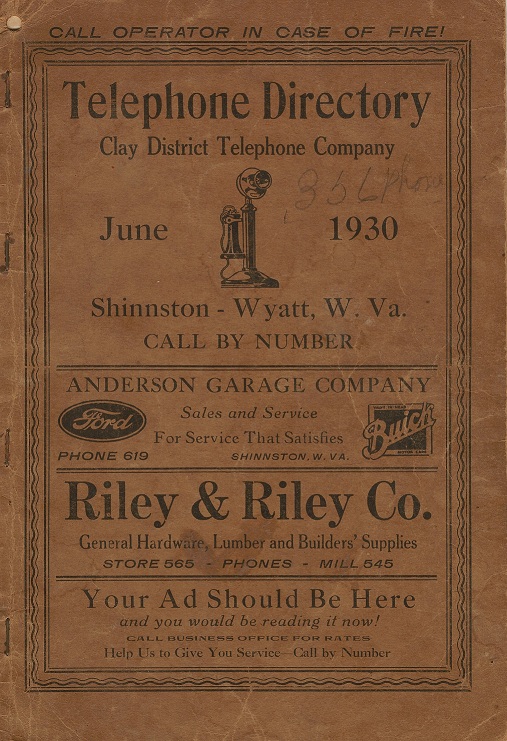 CALL OPERATOR IN CASE OF FIRE!
Telephone Directory
Clay District Telephone Company
356 Phone
June 1930
Shinnston - Wyatt, W. Va.
CALL BY NUMBER
ANDERSON GARAGE COMPANY
Ford
Sales and Service
Buick
For Service That Satisfies
PHONE 619
SHINNSTON, W. VA.
Riley & Riley Co.
General Hardware, Lumber and Builders' Supplies
STORE 565 - PHONES - MILL 545
Your Ad Should Be Here
and you would be reading it now!
CALL BUSINESS OFFICE FOR RATES
Help Us to Give You Service—Call by Number